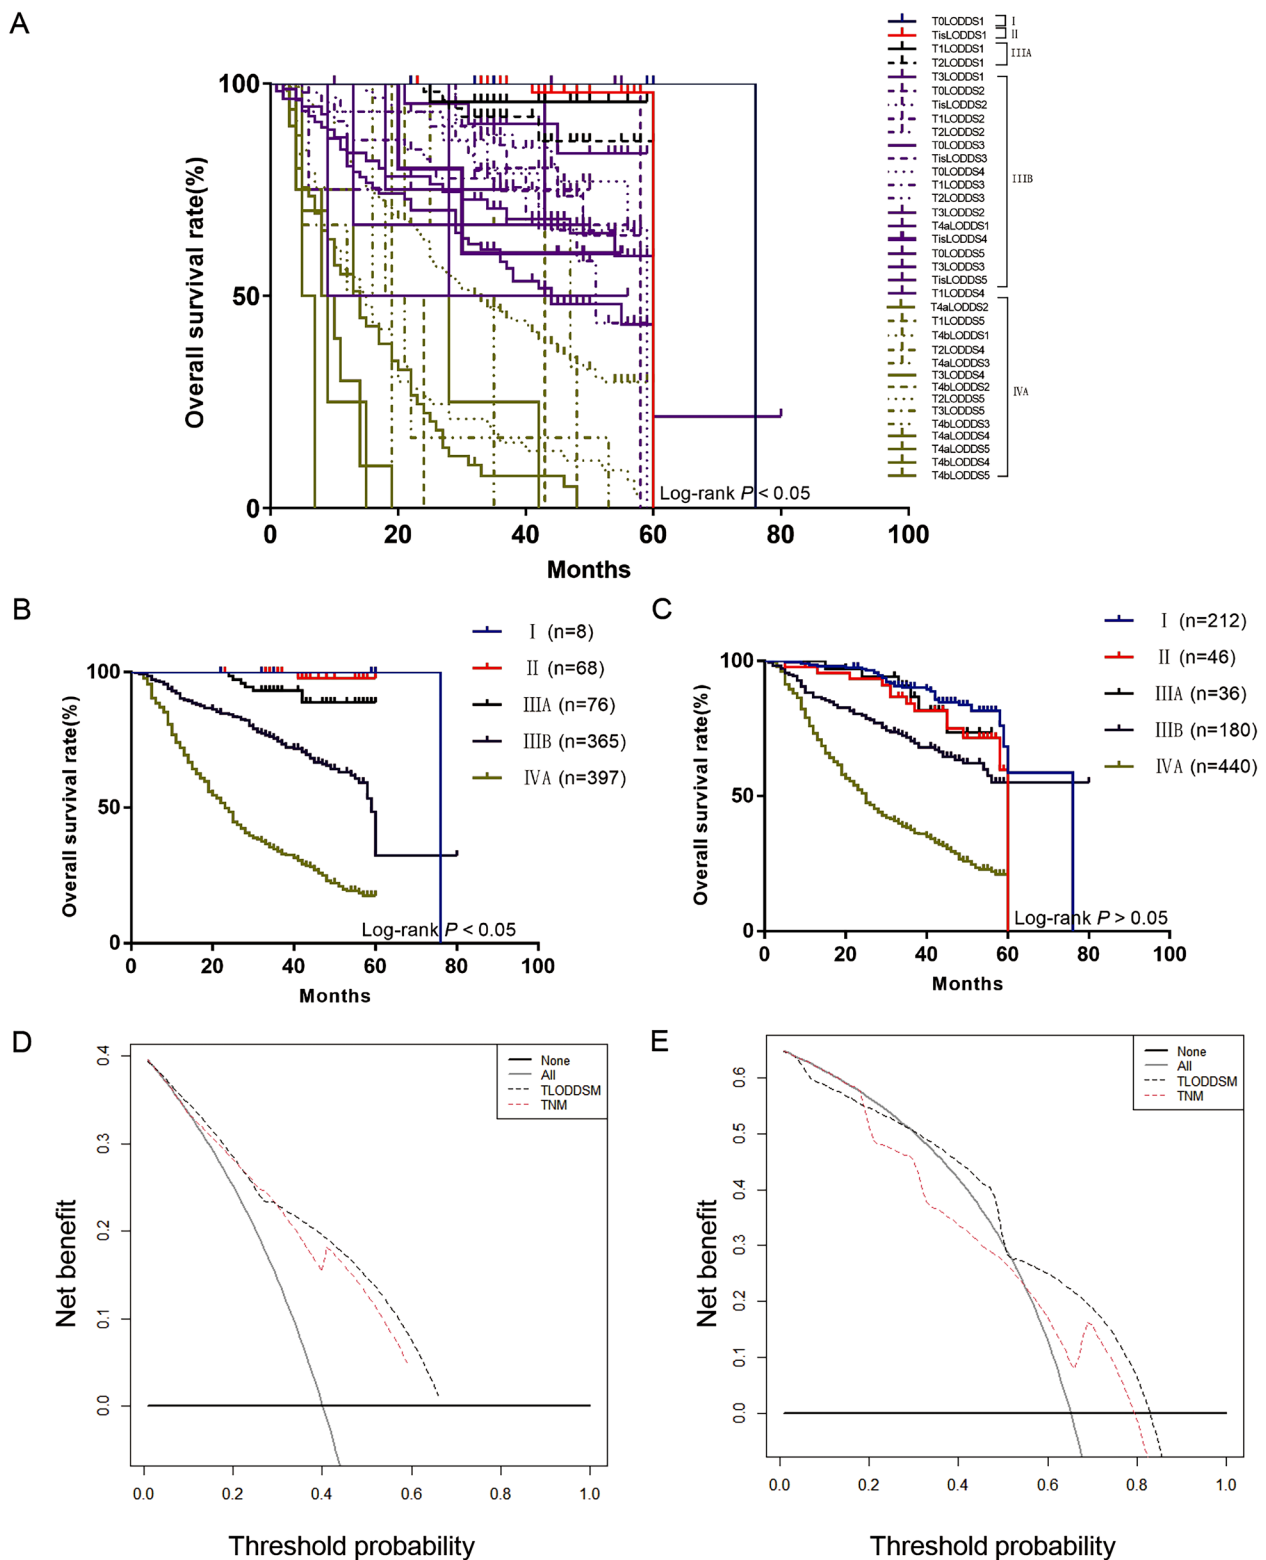 A
Overall survival rate(%)
100
50
0
0 20 40 60 80 100
Months
Log-rank P < 0.05
T0LODDS1 I
TisLODDS1 II
T1LODDS1
T2LODDS1
IIIA
T3LODDS1
T0LODDS2
TisLODDS2
T1LODDS2
T2LODDS2
T0LODDS3
TisLODDS3
T0LODDS4
T1LODDS3
T2LODDS3
T3LODDS2
T4aLODDS1
TisLODDS4
T0LODDS5
T3LODDS3
TisLODDS5
T1LODDS4
IIIB
T4aLODDS2
T1LODDS5
T4bLODDS1
T2LODDS4
T4aLODDS3
T3LODDS4
T4bLODDS2
T2LODDS5
T3LODDS5
T4bLODDS3
T4aLODDS4
T4aLODDS5
T4bLODDS4
T4bLODDS5
IVA
B
Overall survival rate(%)
100
50
0
0 20 40 60 80 100
Months
Log-rank P < 0.05
I (n=8)
II (n=68)
IIIA (n=76)
IIIB (n=365)
IVA (n=397)
C
Overall survival rate(%)
100
50
0
0 20 40 60 80 100
Months
Log-rank P > 0.05
I (n=212)
II (n=46)
IIIA (n=36)
IIIB (n=180)
IVA (n=440)
D
Net benefit
0.4
0.3
0.2
0.1
0.0
0.0 0.2 0.4 0.6 0.8 1.0
Threshold probability
None
All
TLODDSM
TNM
E
Net benefit
0.6
0.5
0.4
0.3
0.2
0.1
0.0
0.0 0.2 0.4 0.6 0.8 1.0
Threshold probability
None
All
TLODDSM
TNM